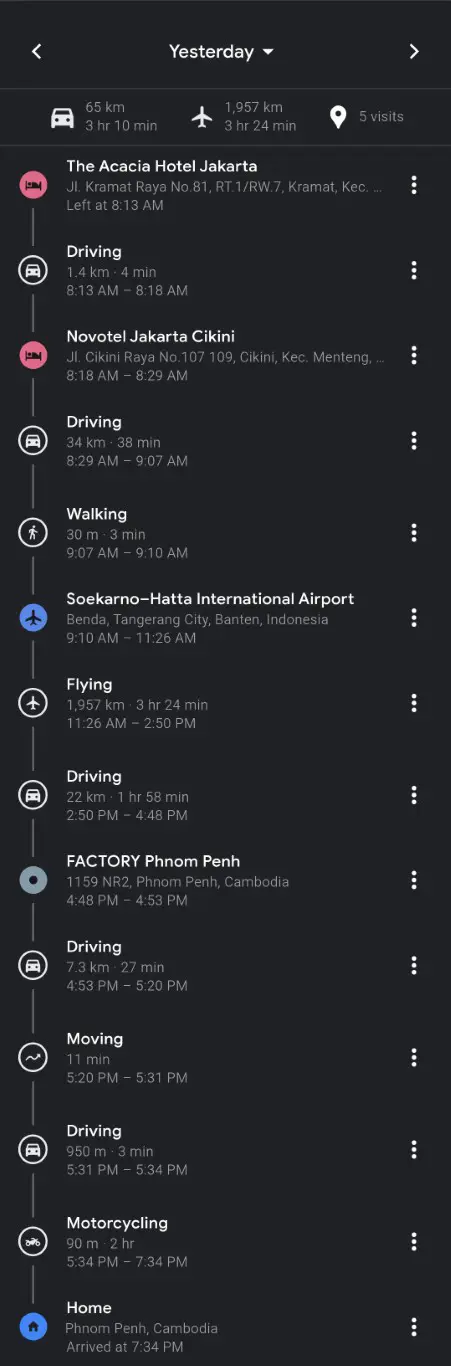 Yesterday
65 km
3 hr 10 min
1,957 km
3 hr 24 min
5 visits
The Acacia Hotel Jakarta
Jl. Kramat Raya No.81, RT.1/RW.7, Kramat, Kec. ...
Left at 8:13 AM
Driving
1.4 km · 4 min
8:13 AM – 8:18 AM
Novotel Jakarta Cikini
Jl. Cikini Raya No.107 109, Cikini, Kec. Menteng, ...
8:18 AM – 8:29 AM
Driving
34 km · 38 min
8:29 AM – 9:07 AM
Walking
30 m · 3 min
9:07 AM – 9:10 AM
Soekarno–Hatta International Airport
Benda, Tangerang City, Banten, Indonesia
9:10 AM – 11:26 AM
Flying
1,957 km · 3 hr 24 min
11:26 AM – 2:50 PM
Driving
22 km · 1 hr 58 min
2:50 PM – 4:48 PM
FACTORY Phnom Penh
1159 NR2, Phnom Penh, Cambodia
4:48 PM – 4:53 PM
Driving
7.3 km · 27 min
4:53 PM – 5:20 PM
Moving
11 min
5:20 PM – 5:31 PM
Driving
950 m · 3 min
5:31 PM – 5:34 PM
Motorcycling
90 m · 2 hr
5:34 PM – 7:34 PM
Home
Phnom Penh, Cambodia
Arrived at 7:34 PM